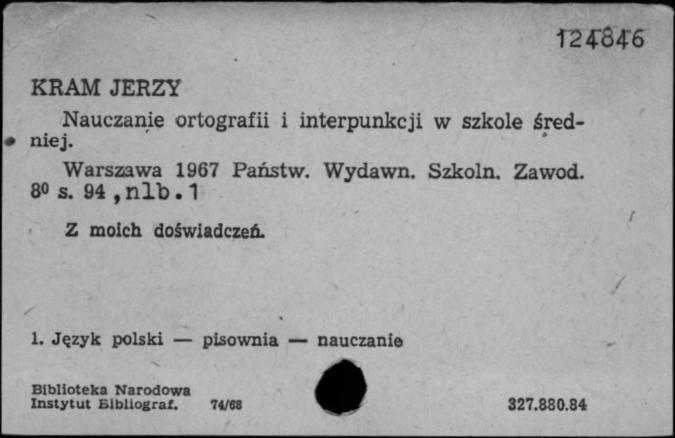 124846
KRAM JERZY
Nauczanie ortografii i interpunkcji w szkole śred-
niej.
Warszawa 1967 Państw. Wydawn. Szkoln. Zawod.
8⁰ s. 94, nlb. 1
Z moich doświadczeń.
1. Język polski — pisownia — nauczanie
Biblioteka Narodowa
Instytut Bibliograf. 74/68 327.880.84